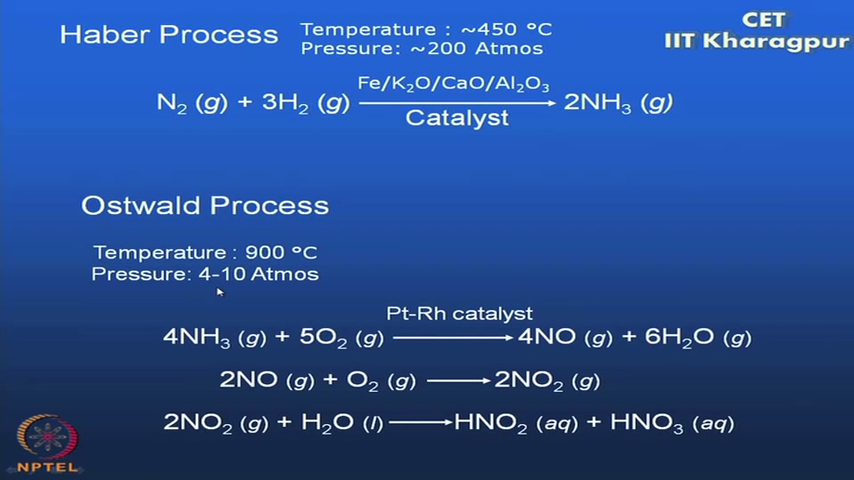 Haber Process
Temperature : ~450 °C
Pressure: ~200 Atmos
CET
IIT Kharagpur
Fe/K₂O/CaO/Al₂O₃
N₂ (g) + 3H₂ (g) ⟶ 2NH₃ (g)
Catalyst
Ostwald Process
Temperature : 900 °C
Pressure: 4-10 Atmos
Pt-Rh catalyst
4NH₃ (g) + 5O₂ (g) ⟶ 4NO (g) + 6H₂O (g)
2NO (g) + O₂ (g) ⟶ 2NO₂ (g)
2NO₂ (g) + H₂O (l) ⟶ HNO₂ (aq) + HNO₃ (aq)
NPTEL